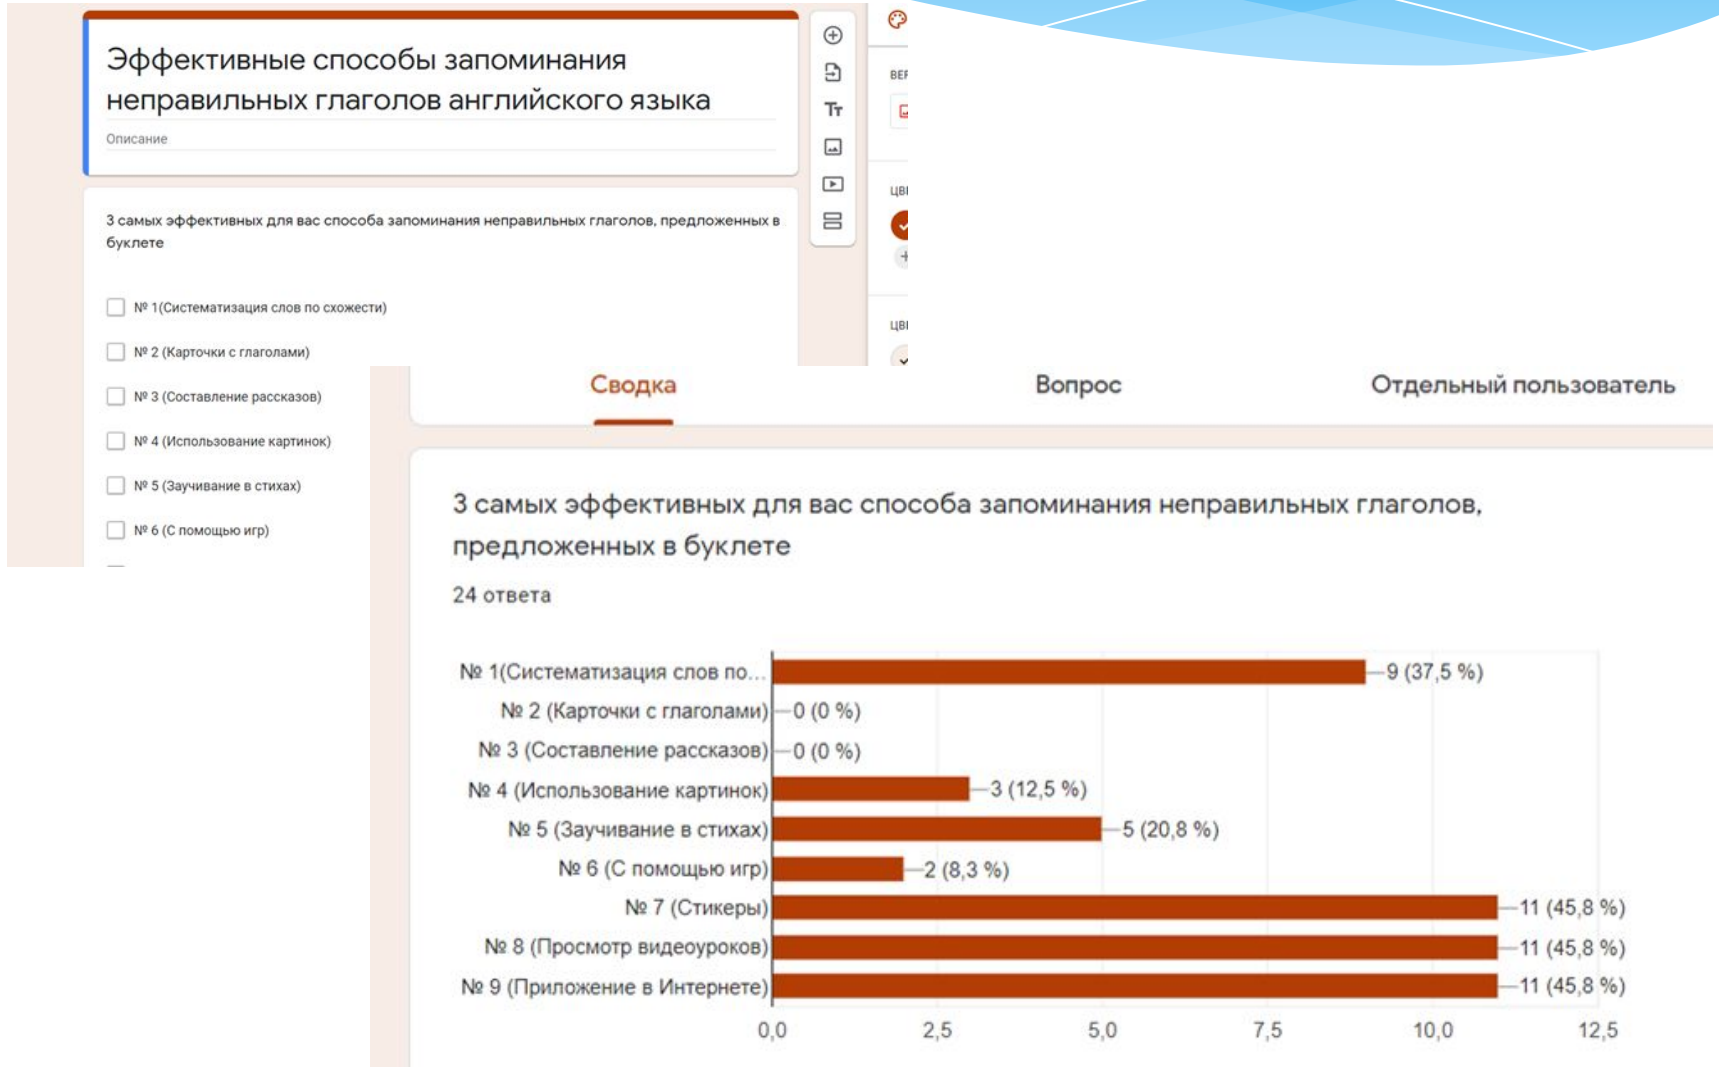 Эффективные способы запоминания
неправильных глаголов английского языка
Описание
3 самых эффективных для вас способа запоминания неправильных глаголов, предложенных в
буклете
№ 1(Систематизация слов по схожести)
№ 2 (Карточки с глаголами)
№ 3 (Составление рассказов)
№ 4 (Использование картинок)
№ 5 (Заучивание в стихах)
№ 6 (С помощью игр)
Тт
Сводка
Вопрос
Отдельный пользователь
3 самых эффективных для вас способа запоминания неправильных глаголов,
предложенных в буклете
24 ответа
№ 1(Систематизация слов по... 9 (37,5 %)
№ 2 (Карточки с глаголами) 0 (0 %)
№ 3 (Составление рассказов) 0 (0 %)
№ 4 (Использование картинок) 3 (12,5 %)
№ 5 (Заучивание в стихах) 5 (20,8 %)
№ 6 (С помощью игр) 2 (8,3 %)
№ 7 (Стикеры) 11 (45,8 %)
№ 8 (Просмотр видеоуроков) 11 (45,8 %)
№ 9 (Приложение в Интернете) 11 (45,8 %)
0,0 2,5 5,0 7,5 10,0 12,5